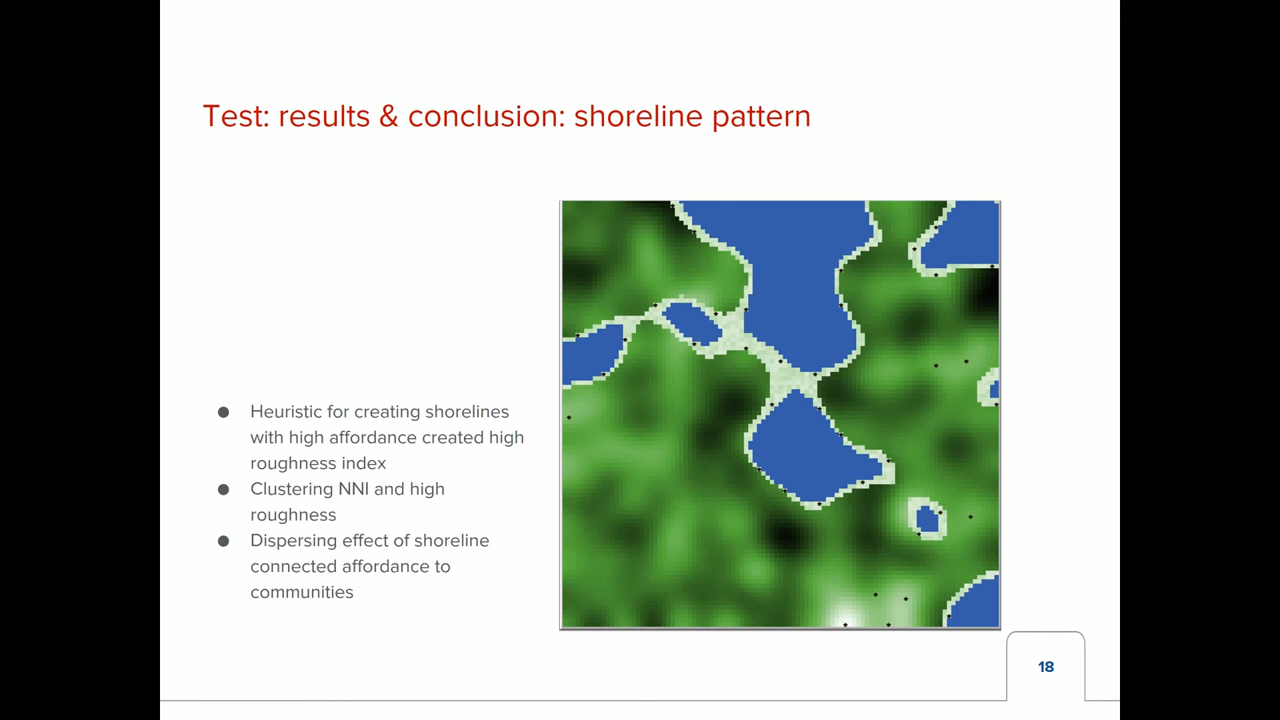 Test: results & conclusion: shoreline pattern
● Heuristic for creating shorelines
with high affordance created high
roughness index
● Clustering NNI and high
roughness
● Dispersing effect of shoreline
connected affordance to
communities
18